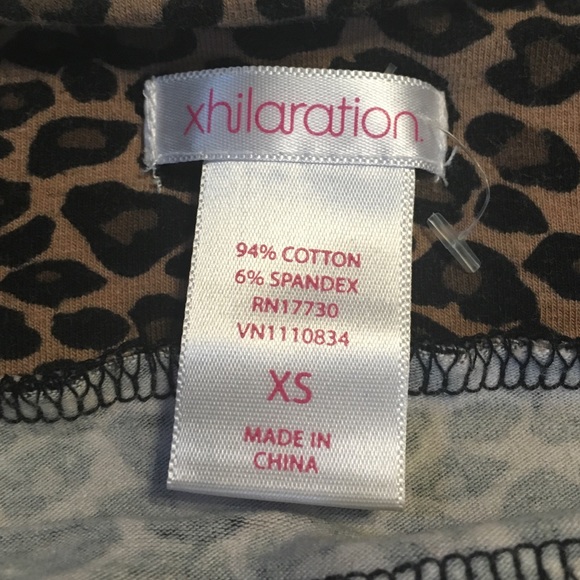 xhilaration.
94% COTTON
6% SPANDEX
RN17730
VN1110834
XS
MADE IN
CHINA